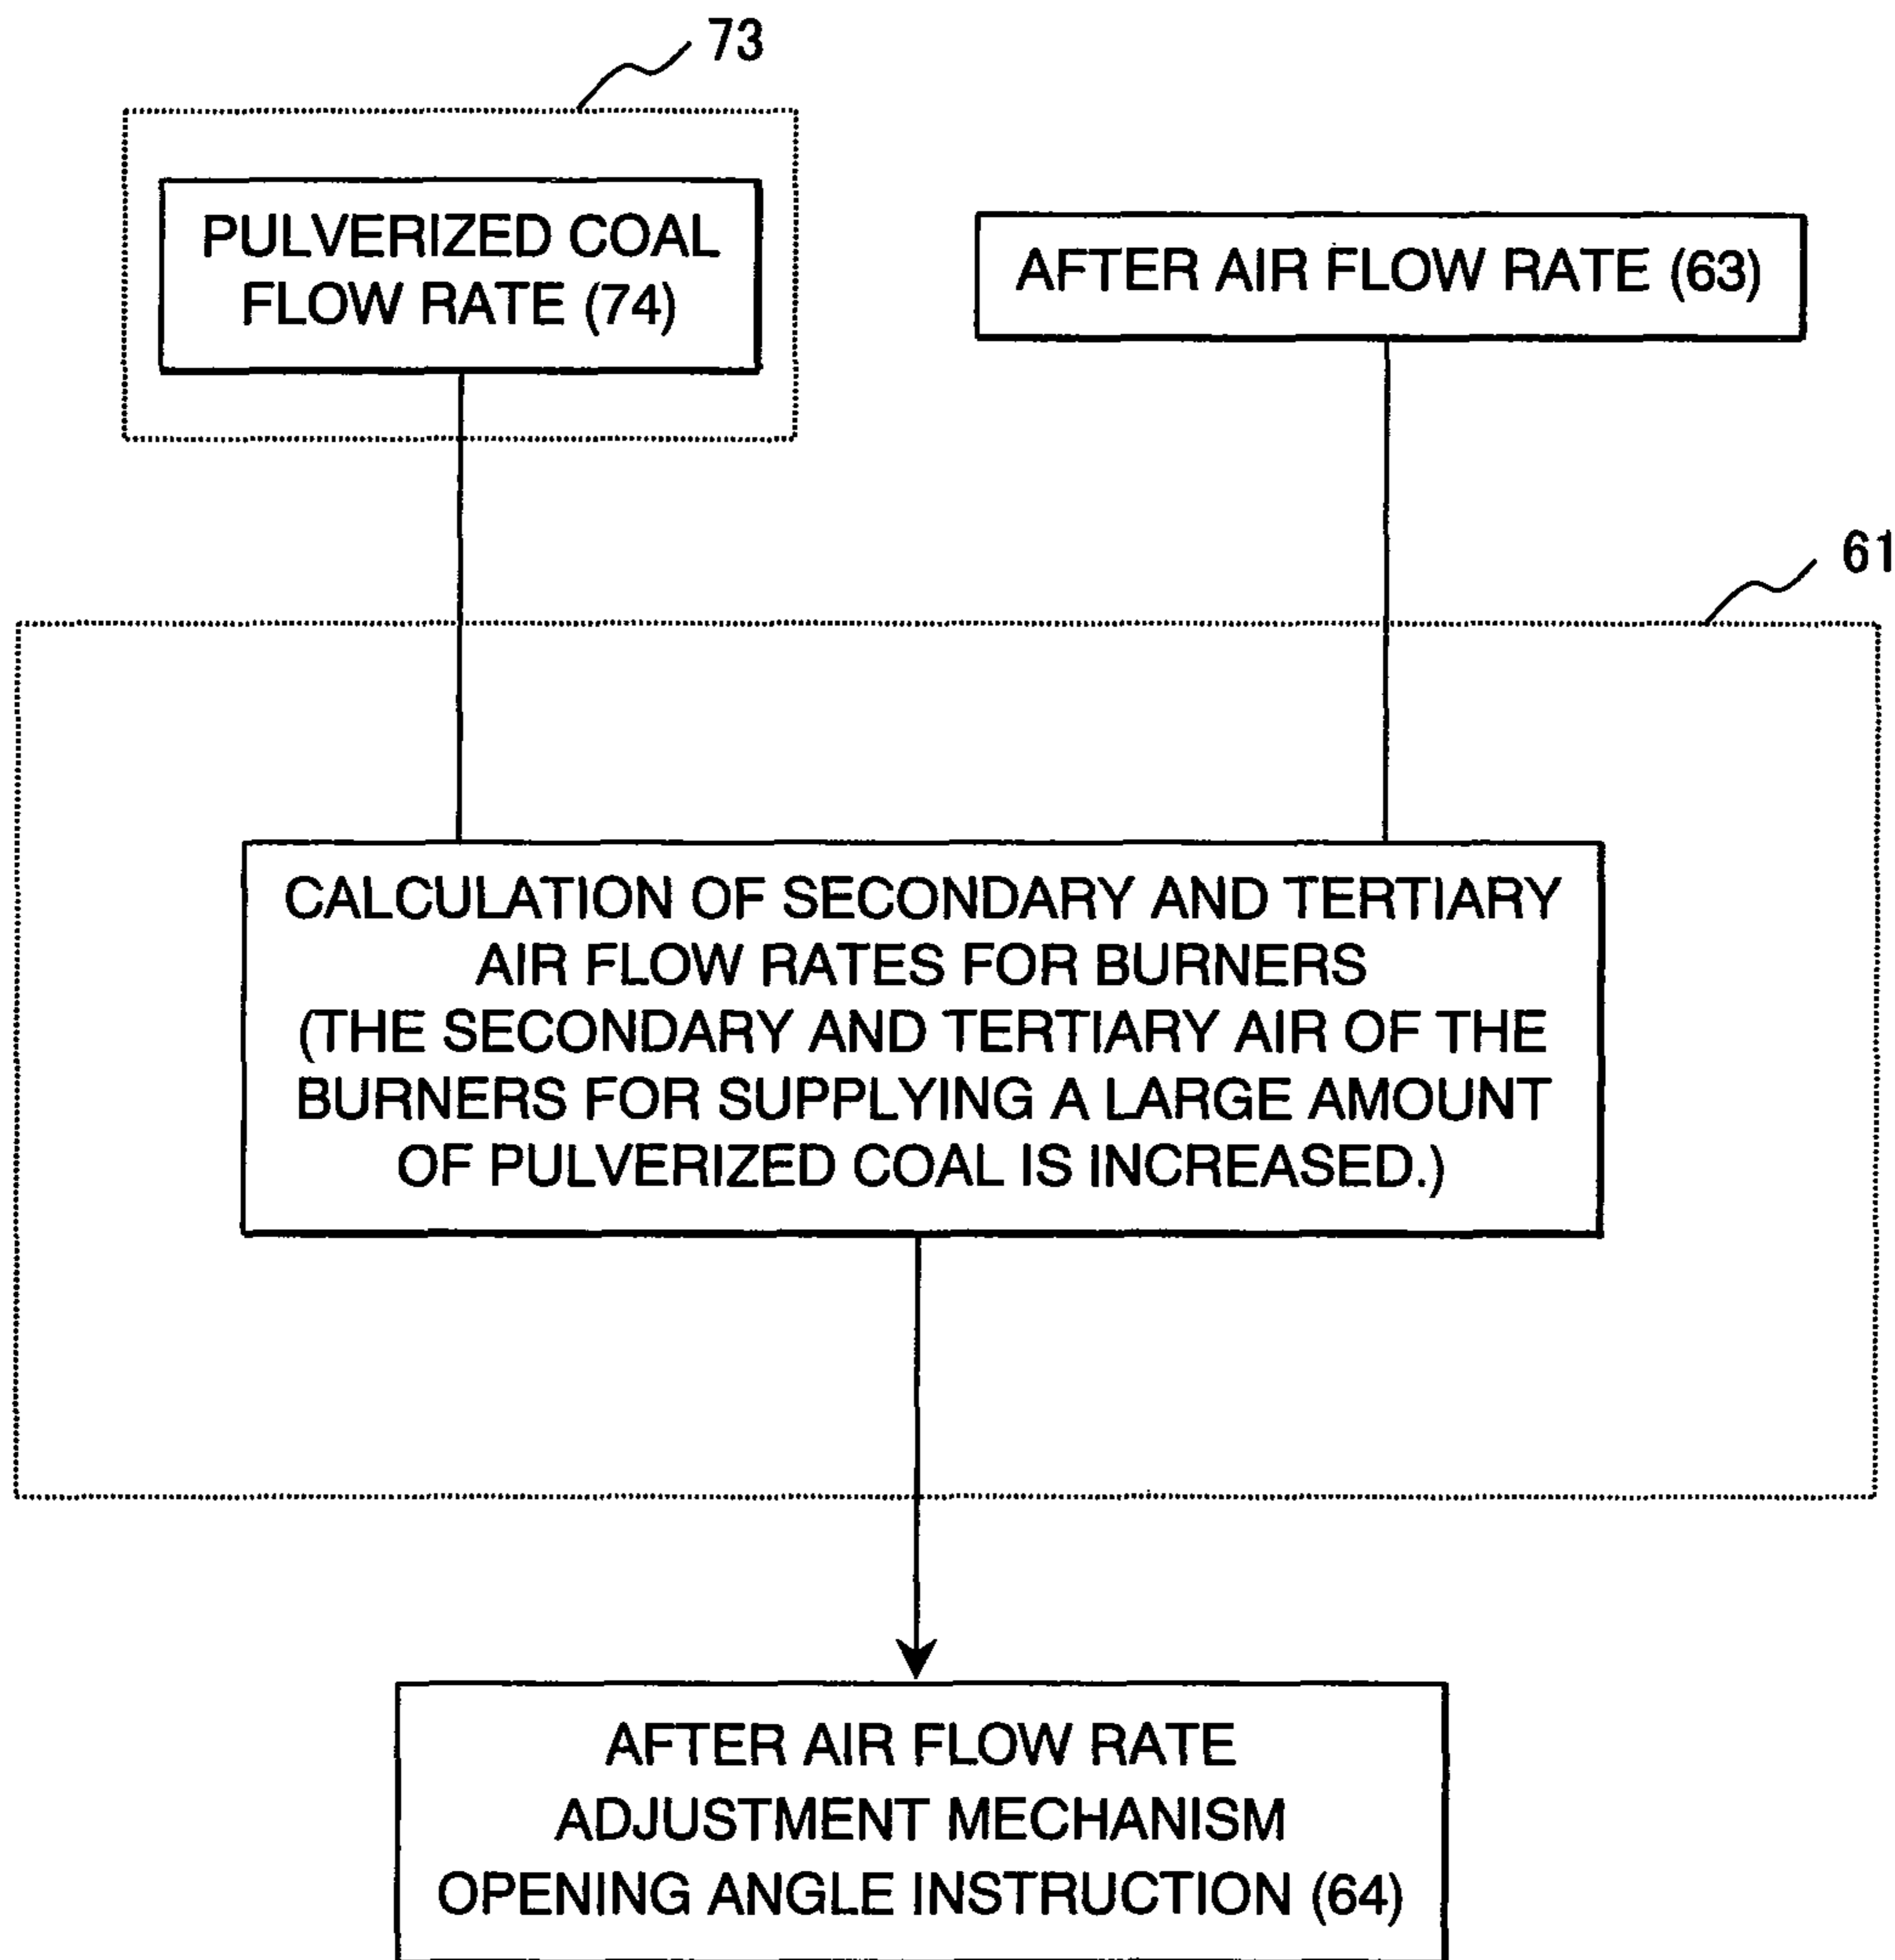 73
PULVERIZED COAL
FLOW RATE (74)
AFTER AIR FLOW RATE (63)
61
CALCULATION OF SECONDARY AND TERTIARY
AIR FLOW RATES FOR BURNERS
(THE SECONDARY AND TERTIARY AIR OF THE
BURNERS FOR SUPPLYING A LARGE AMOUNT
OF PULVERIZED COAL IS INCREASED.)
AFTER AIR FLOW RATE
ADJUSTMENT MECHANISM
OPENING ANGLE INSTRUCTION (64)